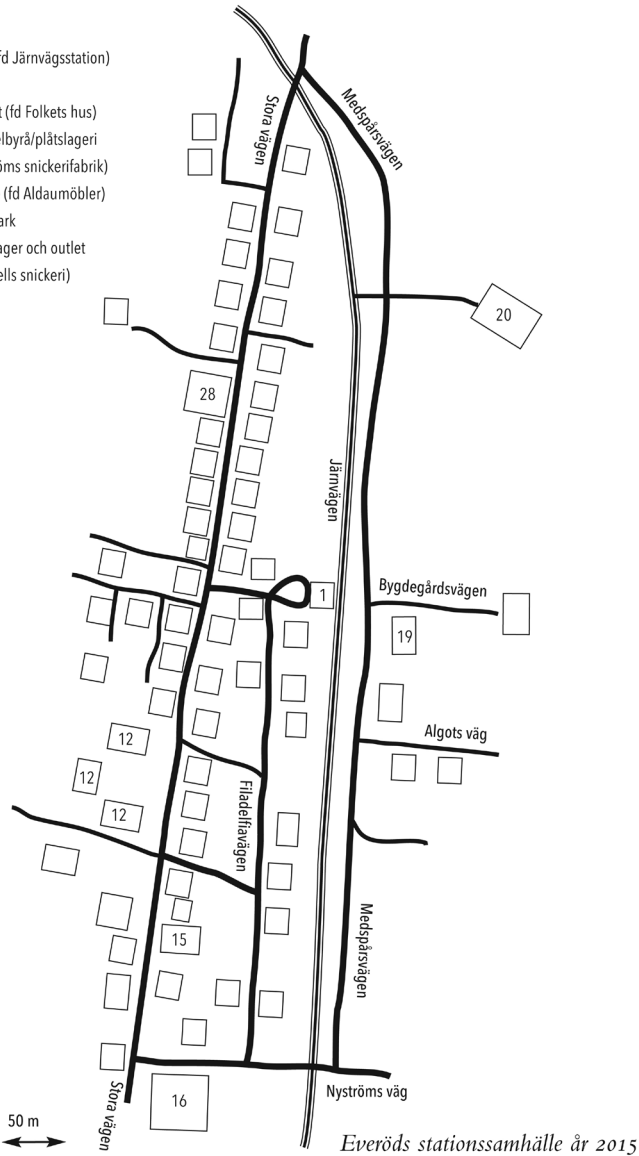 fd Järnvägsstation)
(fd Folkets hus)
elbyrå/plåtslageri
öms snickerifabrik)
(fd Aldaumöbler)
ark
ager och outlet
ells snickeri)
Stora vägen
Medspårsvägen
20
28
Järnvägen
1
Bygdegårdsvägen
19
Algots väg
12
12
12
Filadelfiavägen
15
Medspårsvägen
Nyströms väg
16
Stora vägen
50 m
Everöds stationssamhälle år 2015